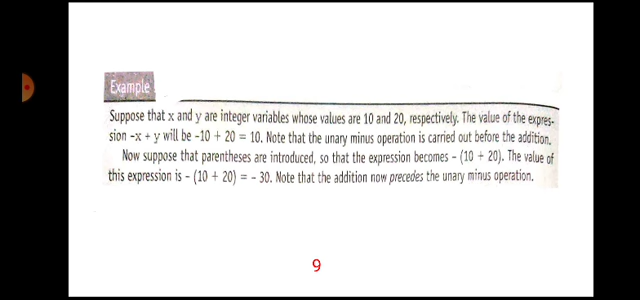 Example
Suppose that x and y are integer variables whose values are 10 and 20, respectively. The value of the expres-
sion -x + y will be -10 + 20 = 10. Note that the unary minus operation is carried out before the addition.
Now suppose that parentheses are introduced, so that the expression becomes - (10 + 20). The value of
this expression is - (10 + 20) = - 30. Note that the addition now precedes the unary minus operation.
9